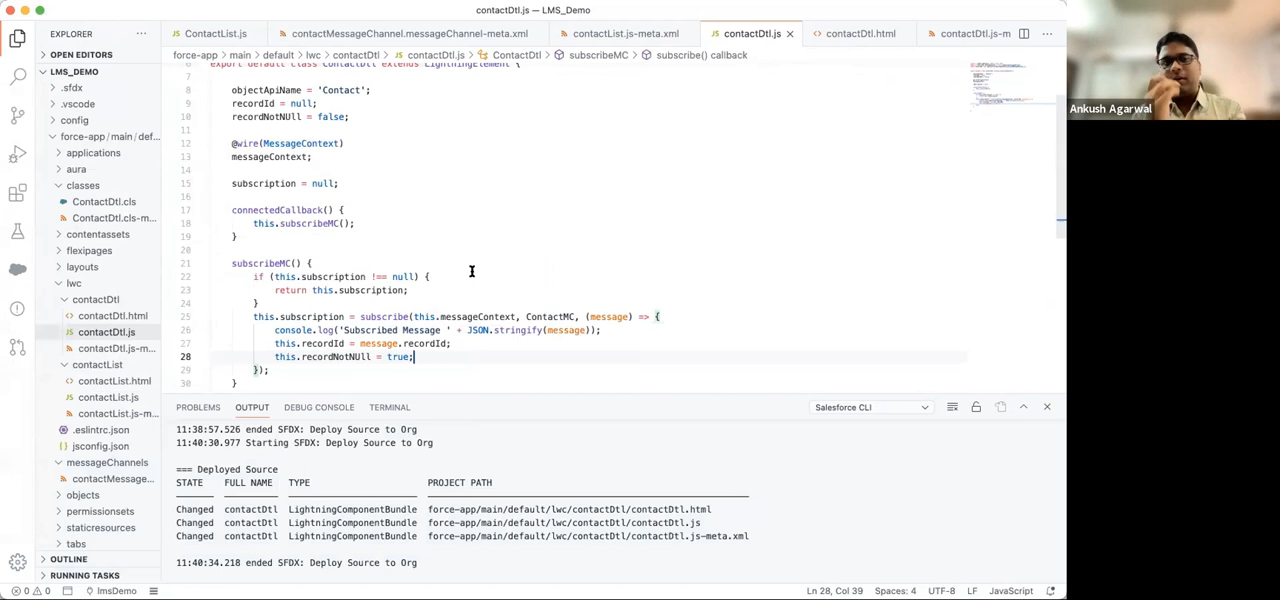 contactDtl.js — LMS_Demo
EXPLORER
ContactList.js
contactMessageChannel.messageChannel-meta.xml
contactList.js-meta.xml
contactDtl.js
contactDtl.html
contactDtl.js-m
OPEN EDITORS
LMS_DEMO
.sfdx
.vscode
config
force-app/main/def...
applications
aura
classes
ContactDtl.cls
ContactDtl.cls-m...
contentassets
flexipages
layouts
lwc
contactDtl
contactDtl.html
contactDtl.js
contactDtl.js-m...
contactList
contactList.html
contactList.js
contactList.js-m...
.eslintrc.json
jsconfig.json
messageChannels
contactMessage...
objects
permissionsets
staticresources
tabs
OUTLINE
RUNNING TASKS
force-app > main > default > lwc > contactDtl > contactDtl.js > ContactDtl > subscribeMC > subscribe() callback
6 export default class ContactDtl extends LightningElement {
8 objectApiName = 'Contact';
9 recordId = null;
10 recordNotNUll = false;
11
12 @wire(MessageContext)
13 messageContext;
14
15 subscription = null;
16
17 connectedCallback() {
18 this.subscribeMC();
19 }
20
21 subscribeMC() {
22 if (this.subscription !== null) {
23 return this.subscription;
24 }
25 this.subscription = subscribe(this.messageContext, ContactMC, (message) => {
26 console.log('Subscribed Message ' + JSON.stringify(message));
27 this.recordId = message.recordId;
28 this.recordNotNUll = true;
29 });
30 }
PROBLEMS OUTPUT DEBUG CONSOLE TERMINAL
Salesforce CLI
11:38:57.526 ended SFDX: Deploy Source to Org
11:40:30.977 Starting SFDX: Deploy Source to Org
=== Deployed Source
STATE FULL NAME TYPE PROJECT PATH
Changed contactDtl LightningComponentBundle force-app/main/default/lwc/contactDtl/contactDtl.html
Changed contactDtl LightningComponentBundle force-app/main/default/lwc/contactDtl/contactDtl.js
Changed contactDtl LightningComponentBundle force-app/main/default/lwc/contactDtl/contactDtl.js-meta.xml
11:40:34.218 ended SFDX: Deploy Source to Org
0 0
lmsDemo
Ln 28, Col 39 Spaces: 4 UTF-8 LF JavaScript
Ankush Agarwal